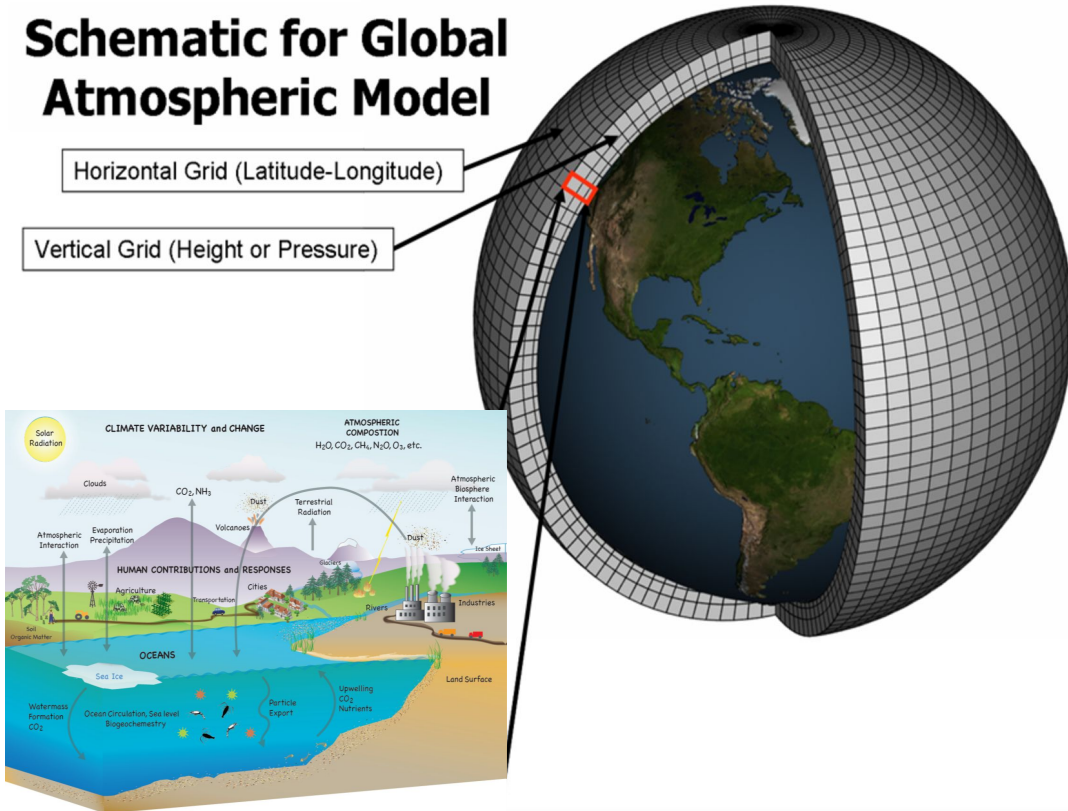 Schematic for Global
Atmospheric Model
Horizontal Grid (Latitude-Longitude)
Vertical Grid (Height or Pressure)
Solar
Radiation
CLIMATE VARIABILITY and CHANGE
ATMOSPHERIC
COMPOSTION
H₂O, CO₂, CH₄, N₂O, O₃, etc.
Clouds
CO₂, NH₃
Dust
Volcanoes
Terrestrial
Radiation
Atmospheric
Biosphere
Interaction
Atmospheric
Interaction
Evaporation
Precipitation
Dust
Ice Sheet
Glaciers
HUMAN CONTRIBUTIONS and RESPONSES
Agriculture
Transportation
Cities
Rivers
Industries
Soil
Organic Matter
OCEANS
Sea Ice
Land Surface
Watermass
Formation
CO₂
Ocean Circulation, Sea level
Biogeochemestry
Particle
Export
Upwelling
CO₂
Nutrients